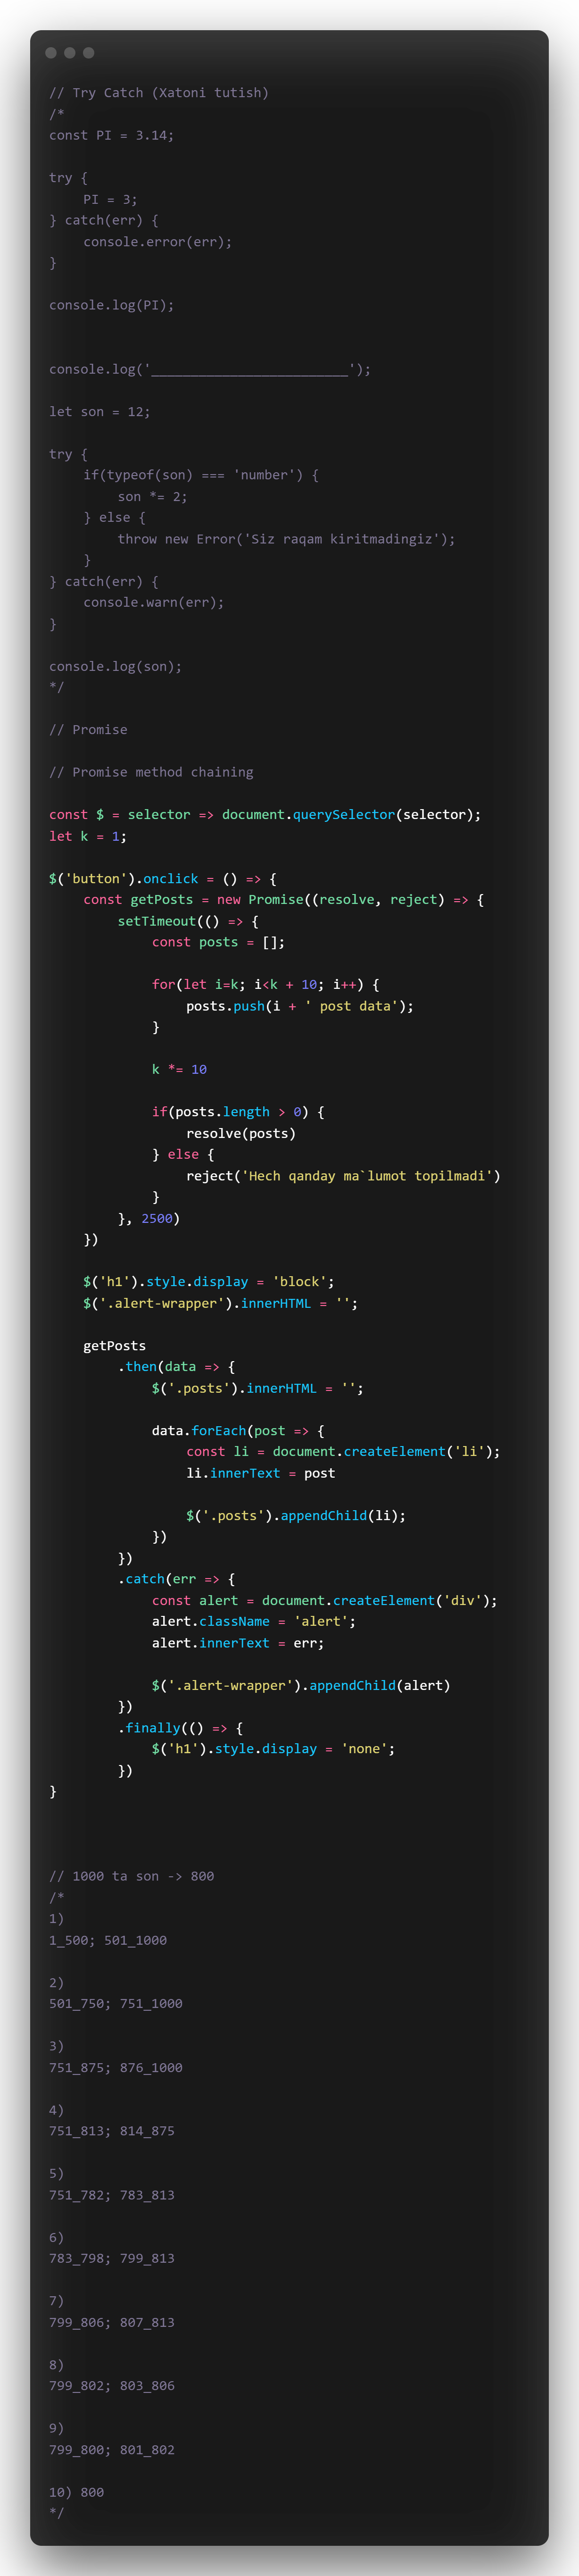 // Try Catch (Xatoni tutish)
/*
const PI = 3.14;

try {
    PI = 3;
} catch(err) {
    console.error(err);
}

console.log(PI);


console.log('_________________________');

let son = 12;

try {
    if(typeof(son) === 'number') {
        son *= 2;
    } else {
        throw new Error('Siz raqam kiritmadingiz');
    }
} catch(err) {
    console.warn(err);
}

console.log(son);
*/

// Promise

// Promise method chaining

const $ = selector => document.querySelector(selector);
let k = 1;

$('button').onclick = () => {
    const getPosts = new Promise((resolve, reject) => {
        setTimeout(() => {
            const posts = [];

            for(let i=k; i<k + 10; i++) {
                posts.push(i + ' post data');
            }

            k *= 10

            if(posts.length > 0) {
                resolve(posts)
            } else {
                reject('Hech qanday ma`lumot topilmadi')
            }
        }, 2500)
    })

    $('h1').style.display = 'block';
    $('.alert-wrapper').innerHTML = '';

    getPosts
        .then(data => {
            $('.posts').innerHTML = '';

            data.forEach(post => {
                const li = document.createElement('li');
                li.innerText = post

                $('.posts').appendChild(li);
            })
        })
        .catch(err => {
            const alert = document.createElement('div');
            alert.className = 'alert';
            alert.innerText = err;

            $('.alert-wrapper').appendChild(alert)
        })
        .finally(() => {
            $('h1').style.display = 'none';
        })
}



// 1000 ta son -> 800
/*
1)
1_500; 501_1000

2)
501_750; 751_1000

3)
751_875; 876_1000

4)
751_813; 814_875

5)
751_782; 783_813

6)
783_798; 799_813

7)
799_806; 807_813

8)
799_802; 803_806

9)
799_800; 801_802

10) 800
*/